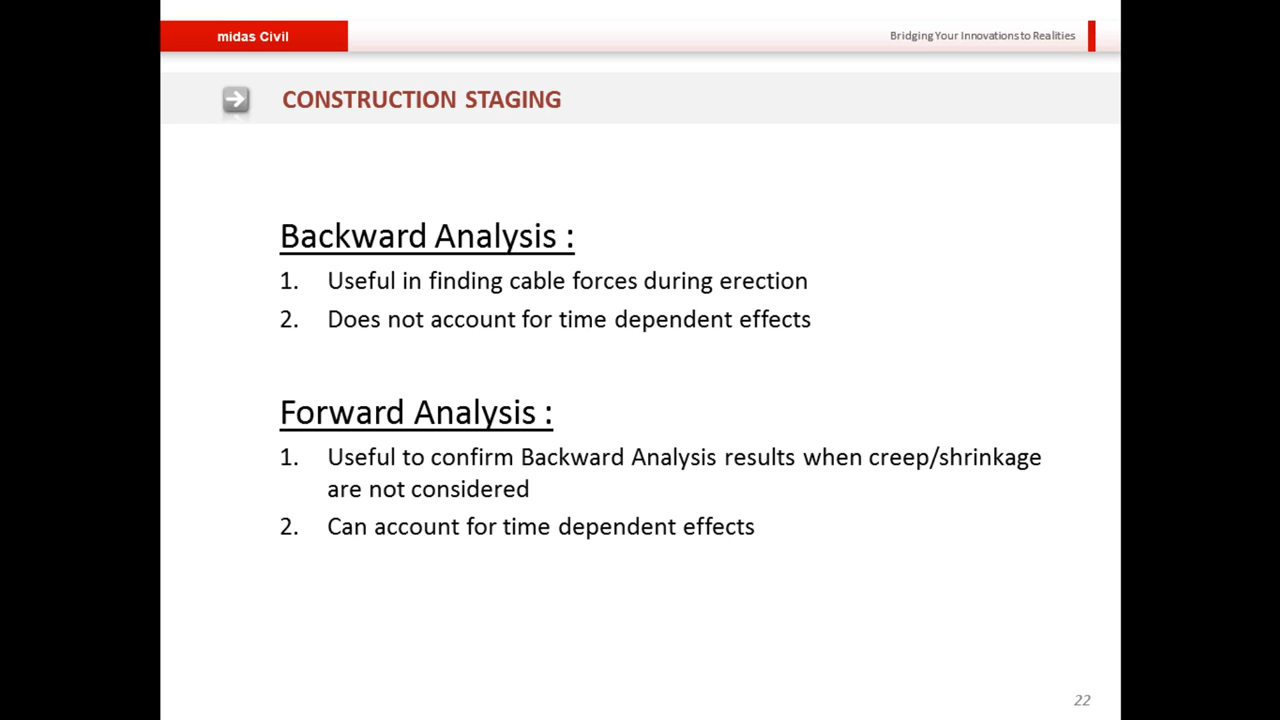 midas Civil
Bridging Your Innovations to Realities
CONSTRUCTION STAGING
Backward Analysis :
1. Useful in finding cable forces during erection
2. Does not account for time dependent effects
Forward Analysis :
1. Useful to confirm Backward Analysis results when creep/shrinkage
are not considered
2. Can account for time dependent effects
22